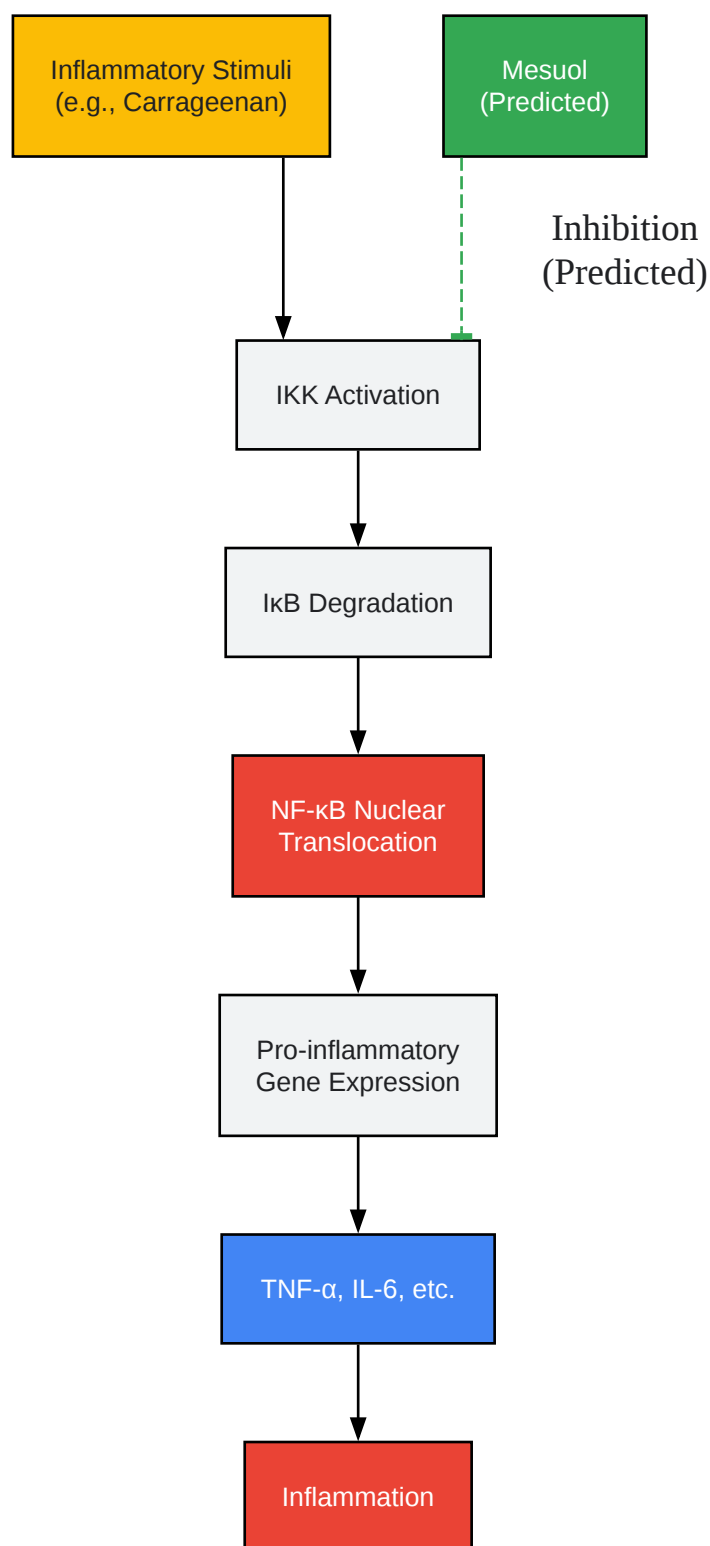 Inflammatory Stimuli
(e.g., Carrageenan)
Mesuol
(Predicted)
Inhibition
(Predicted)
IKK Activation
IκB Degradation
NF-κB Nuclear
Translocation
Pro-inflammatory
Gene Expression
TNF-α, IL-6, etc.
Inflammation